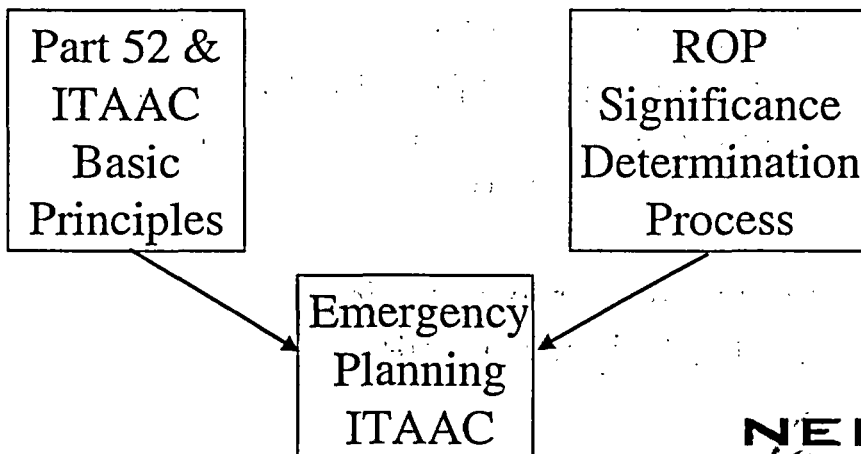 Part 52 &
ITAAC
Basic
Principles
ROP
Significance
Determination
Process
Emergency
Planning
ITAAC